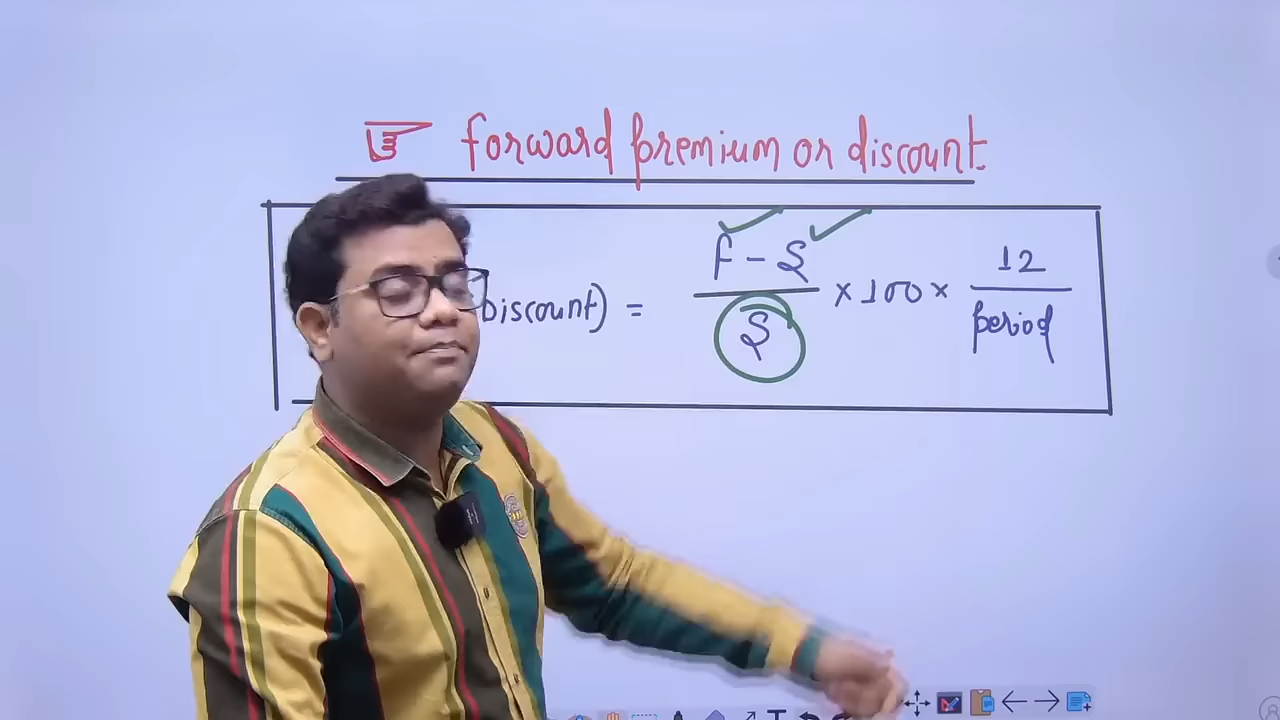 forward premium or discount.
Discount) = F - S / S × 100 × 12 / period